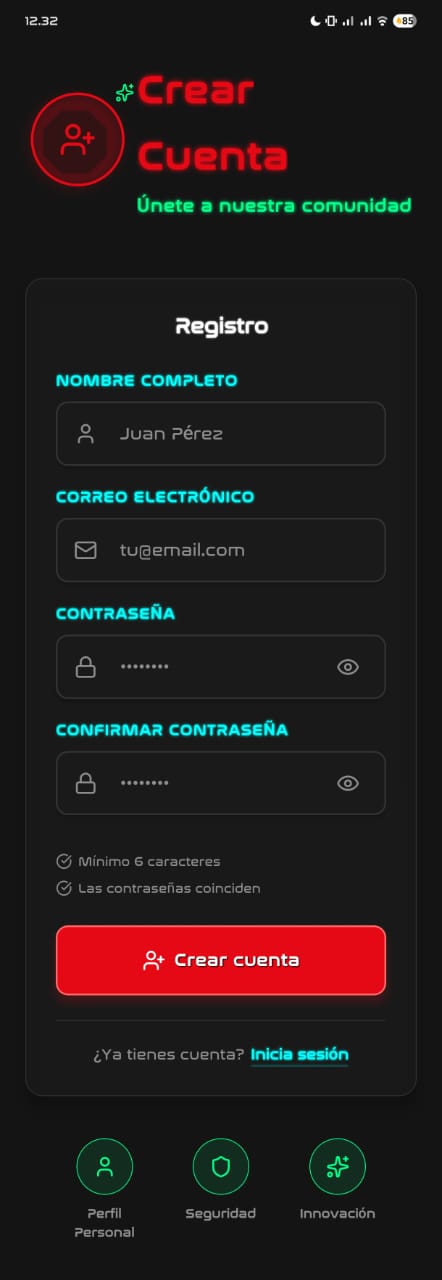 12.32
85
Crear
Cuenta
Únete a nuestra comunidad
Registro
NOMBRE COMPLETO
Juan Pérez
CORREO ELECTRÓNICO
tu@email.com
CONTRASEÑA
••••••••
CONFIRMAR CONTRASEÑA
••••••••
Mínimo 6 caracteres
Las contraseñas coinciden
Crear cuenta
¿Ya tienes cuenta? Inicia sesión
Perfil Seguridad Innovación
Personal